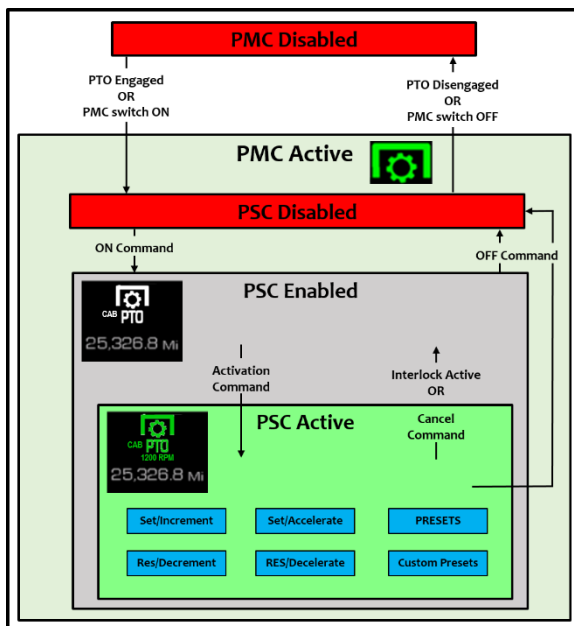 PMC Disabled
PTO Engaged
OR
PMC switch ON
PTO Disengaged
OR
PMC switch OFF
PMC Active
PSC Disabled
ON Command
OFF Command
PSC Enabled
CAB PTO
25,326.8 Mi
Activation
Command
Interlock Active
OR
Cancel
Command
PSC Active
CAB PTO
1200 RPM
25,326.8 Mi
Set/Increment
Set/Accelerate
PRESETS
Res/Decrement
RES/Decelerate
Custom Presets